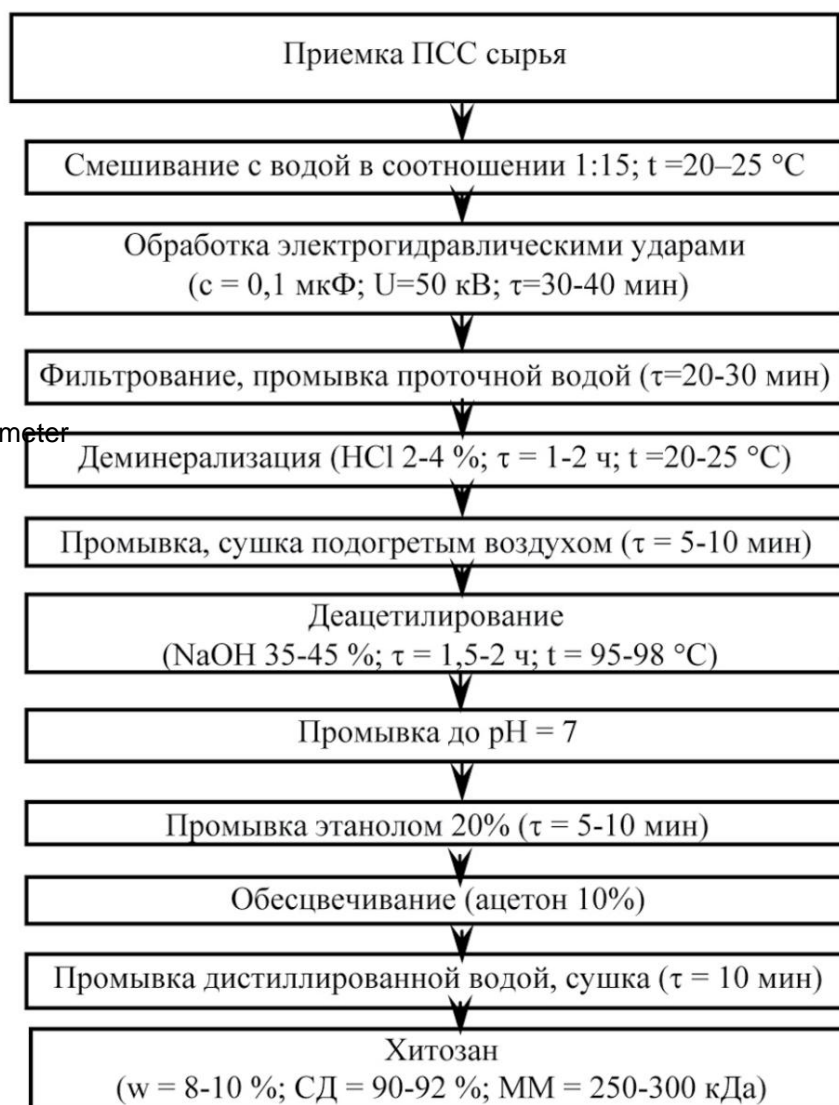 Приемка ПСС сырья
Смешивание с водой в соотношении 1:15; t =20–25 °C
Обработка электрогидравлическими ударами
(с = 0,1 мкФ; U=50 кВ; τ=30-40 мин)
Фильтрование, промывка проточной водой (τ=20-30 мин)
meter
Деминерализация (HCl 2-4 %; τ = 1-2 ч; t =20-25 °C)
Промывка, сушка подогретым воздухом (τ = 5-10 мин)
Деацетилирование
(NaOH 35-45 %; τ = 1,5-2 ч; t = 95-98 °C)
Промывка до pH = 7
Промывка этанолом 20% (τ = 5-10 мин)
Обесцвечивание (ацетон 10%)
Промывка дистиллированной водой, сушка (τ = 10 мин)
Хитозан
(w = 8-10 %; СД = 90-92 %; ММ = 250-300 кДа)